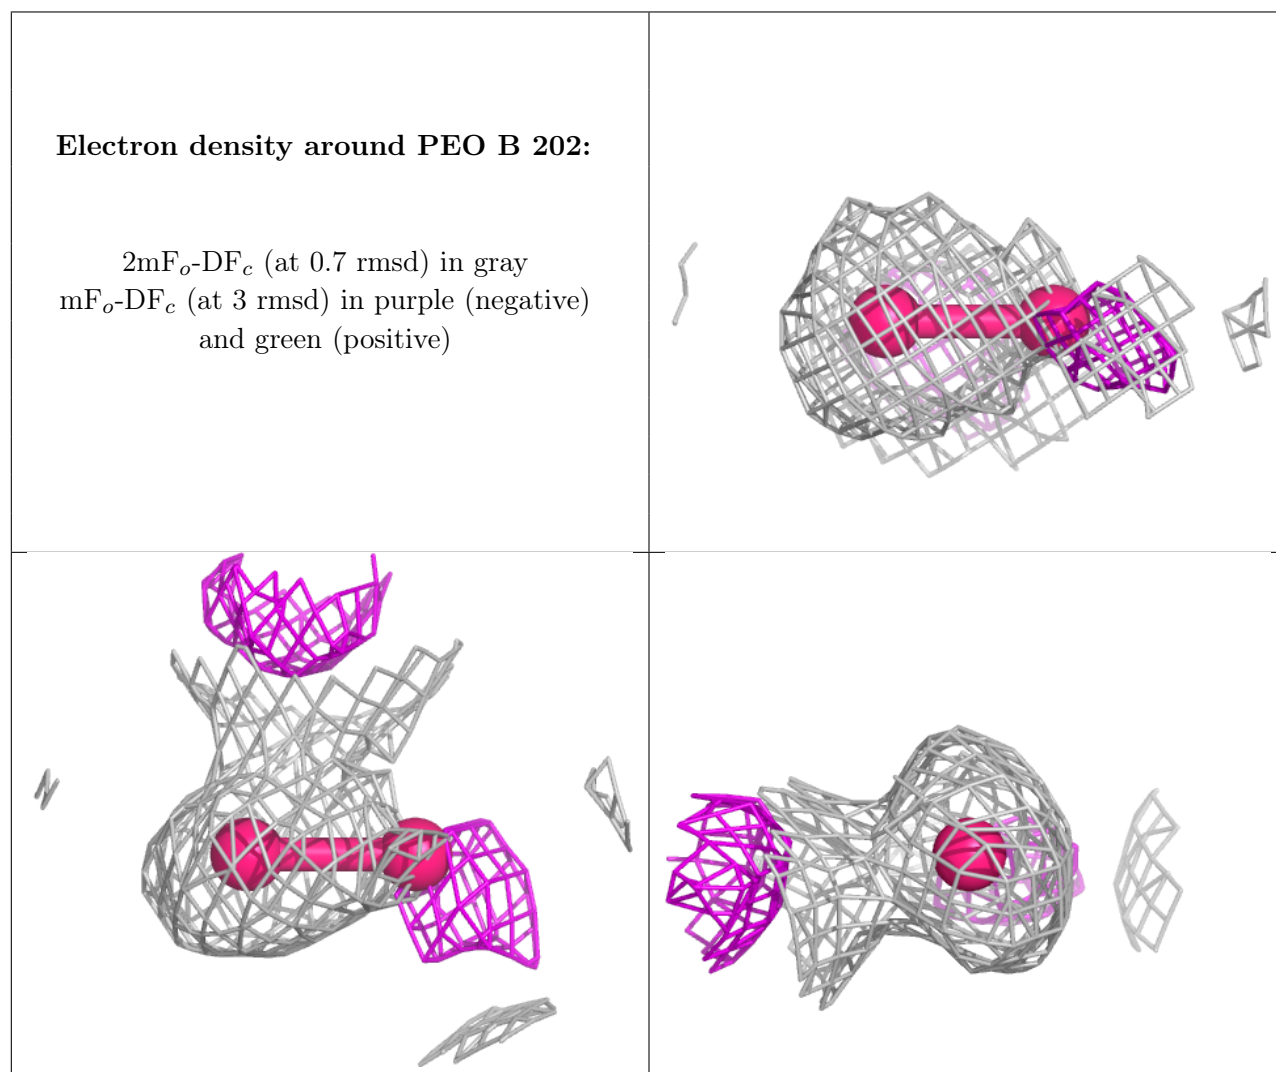 Electron density around PEO B 202:
2mFₒ-DF𝒸 (at 0.7 rmsd) in gray
mFₒ-DF𝒸 (at 3 rmsd) in purple (negative)
and green (positive)